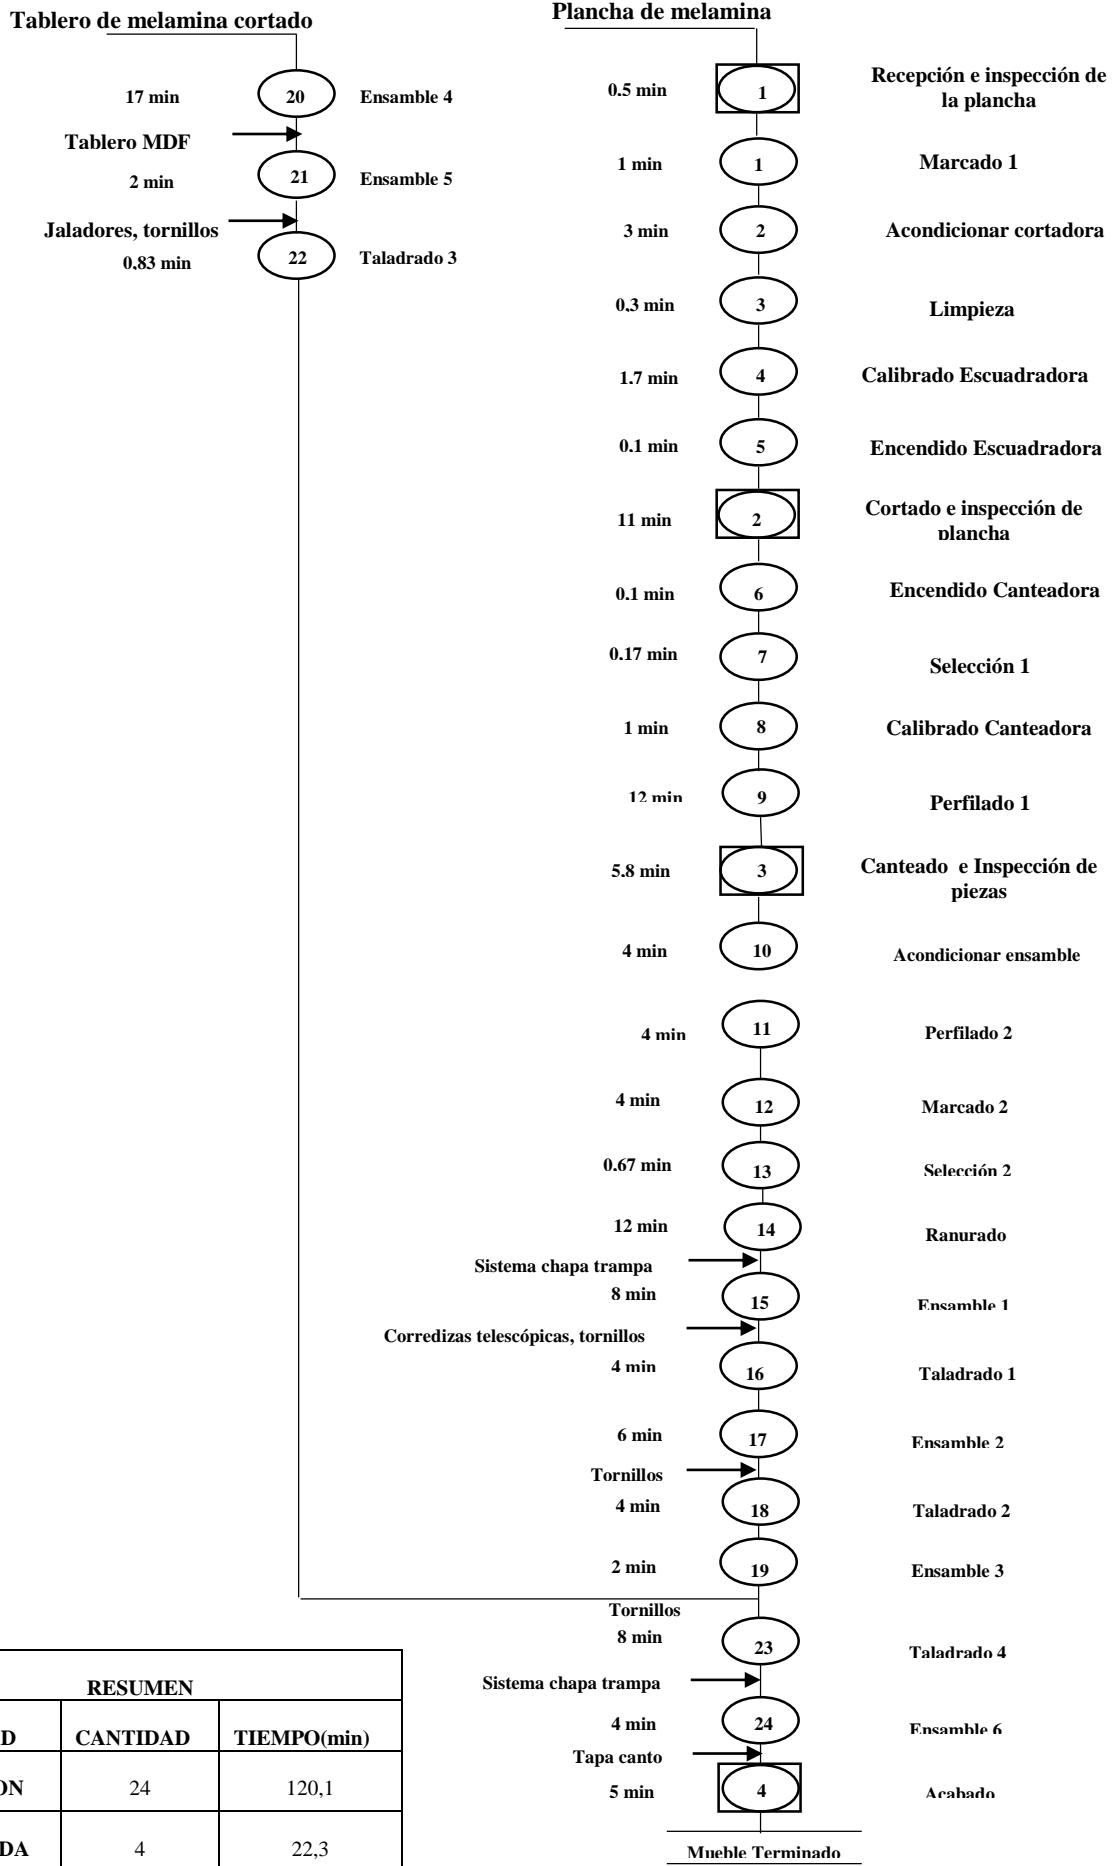 Tablero de melamina cortado
Plancha de melamina
17 min
20
Ensamble 4
Tablero MDF
2 min
21
Ensamble 5
Jaladores, tornillos
0,83 min
22
Taladrado 3
0.5 min
1
Recepción e inspección de
la plancha
1 min
1
Marcado 1
3 min
2
Acondicionar cortadora
0,3 min
3
Limpieza
1.7 min
4
Calibrado Escuadradora
0.1 min
5
Encendido Escuadradora
11 min
2
Cortado e inspección de
plancha
0.1 min
6
Encendido Canteadora
0.17 min
7
Selección 1
1 min
8
Calibrado Canteadora
12 min
9
Perfilado 1
5.8 min
3
Canteado e Inspección de
piezas
4 min
10
Acondicionar ensamble
4 min
11
Perfilado 2
4 min
12
Marcado 2
0.67 min
13
Selección 2
12 min
14
Ranurado
Sistema chapa trampa
8 min
15
Ensamble 1
Corredizas telescópicas, tornillos
4 min
16
Taladrado 1
6 min
17
Ensamble 2
Tornillos
4 min
18
Taladrado 2
2 min
19
Ensamble 3
Tornillos
8 min
23
Taladrado 4
Sistema chapa trampa
4 min
24
Ensamble 6
Tapa canto
5 min
4
Acabado
Mueble Terminado
RESUMEN
D CANTIDAD TIEMPO(min)
ON 24 120,1
DA 4 22,3